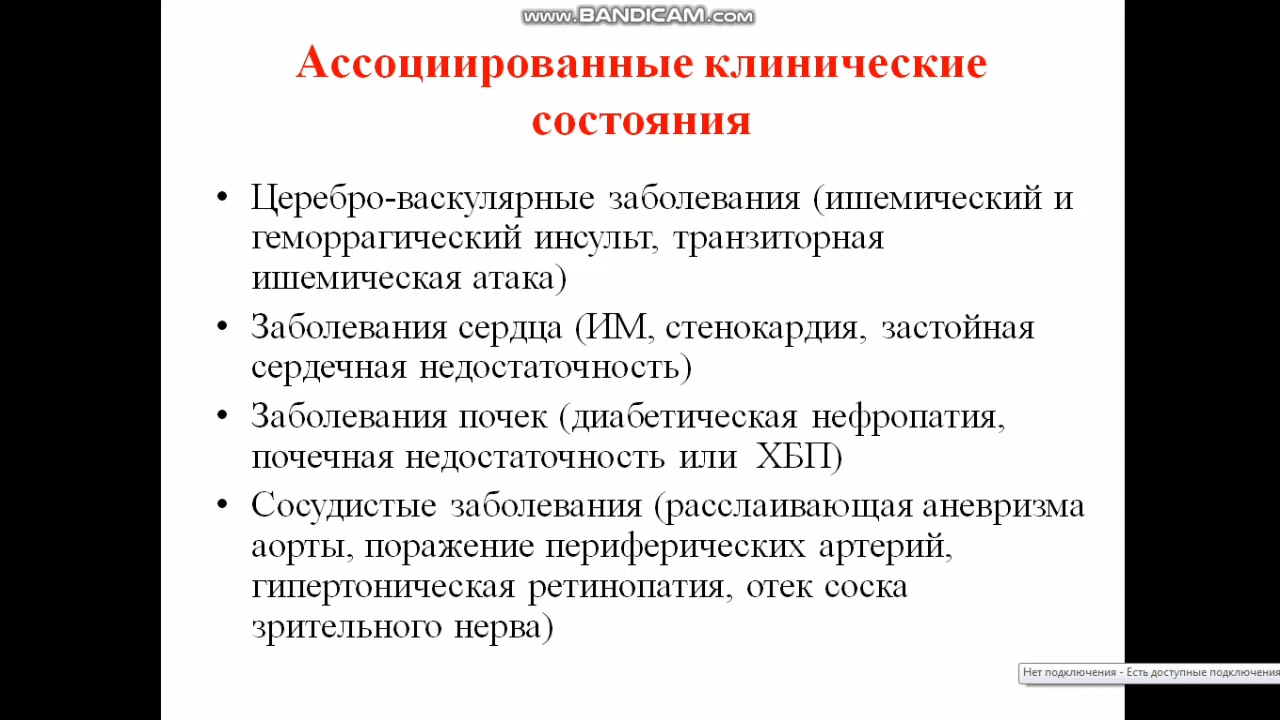 www.BANDICAM.com
Ассоциированные клинические
состояния
• Церебро-васкулярные заболевания (ишемический и
геморрагический инсульт, транзиторная
ишемическая атака)
• Заболевания сердца (ИМ, стенокардия, застойная
сердечная недостаточность)
• Заболевания почек (диабетическая нефропатия,
почечная недостаточность или ХБП)
• Сосудистые заболевания (расслаивающая аневризма
аорты, поражение периферических артерий,
гипертоническая ретинопатия, отек соска
зрительного нерва)
Нет подключения - Есть доступные подключения